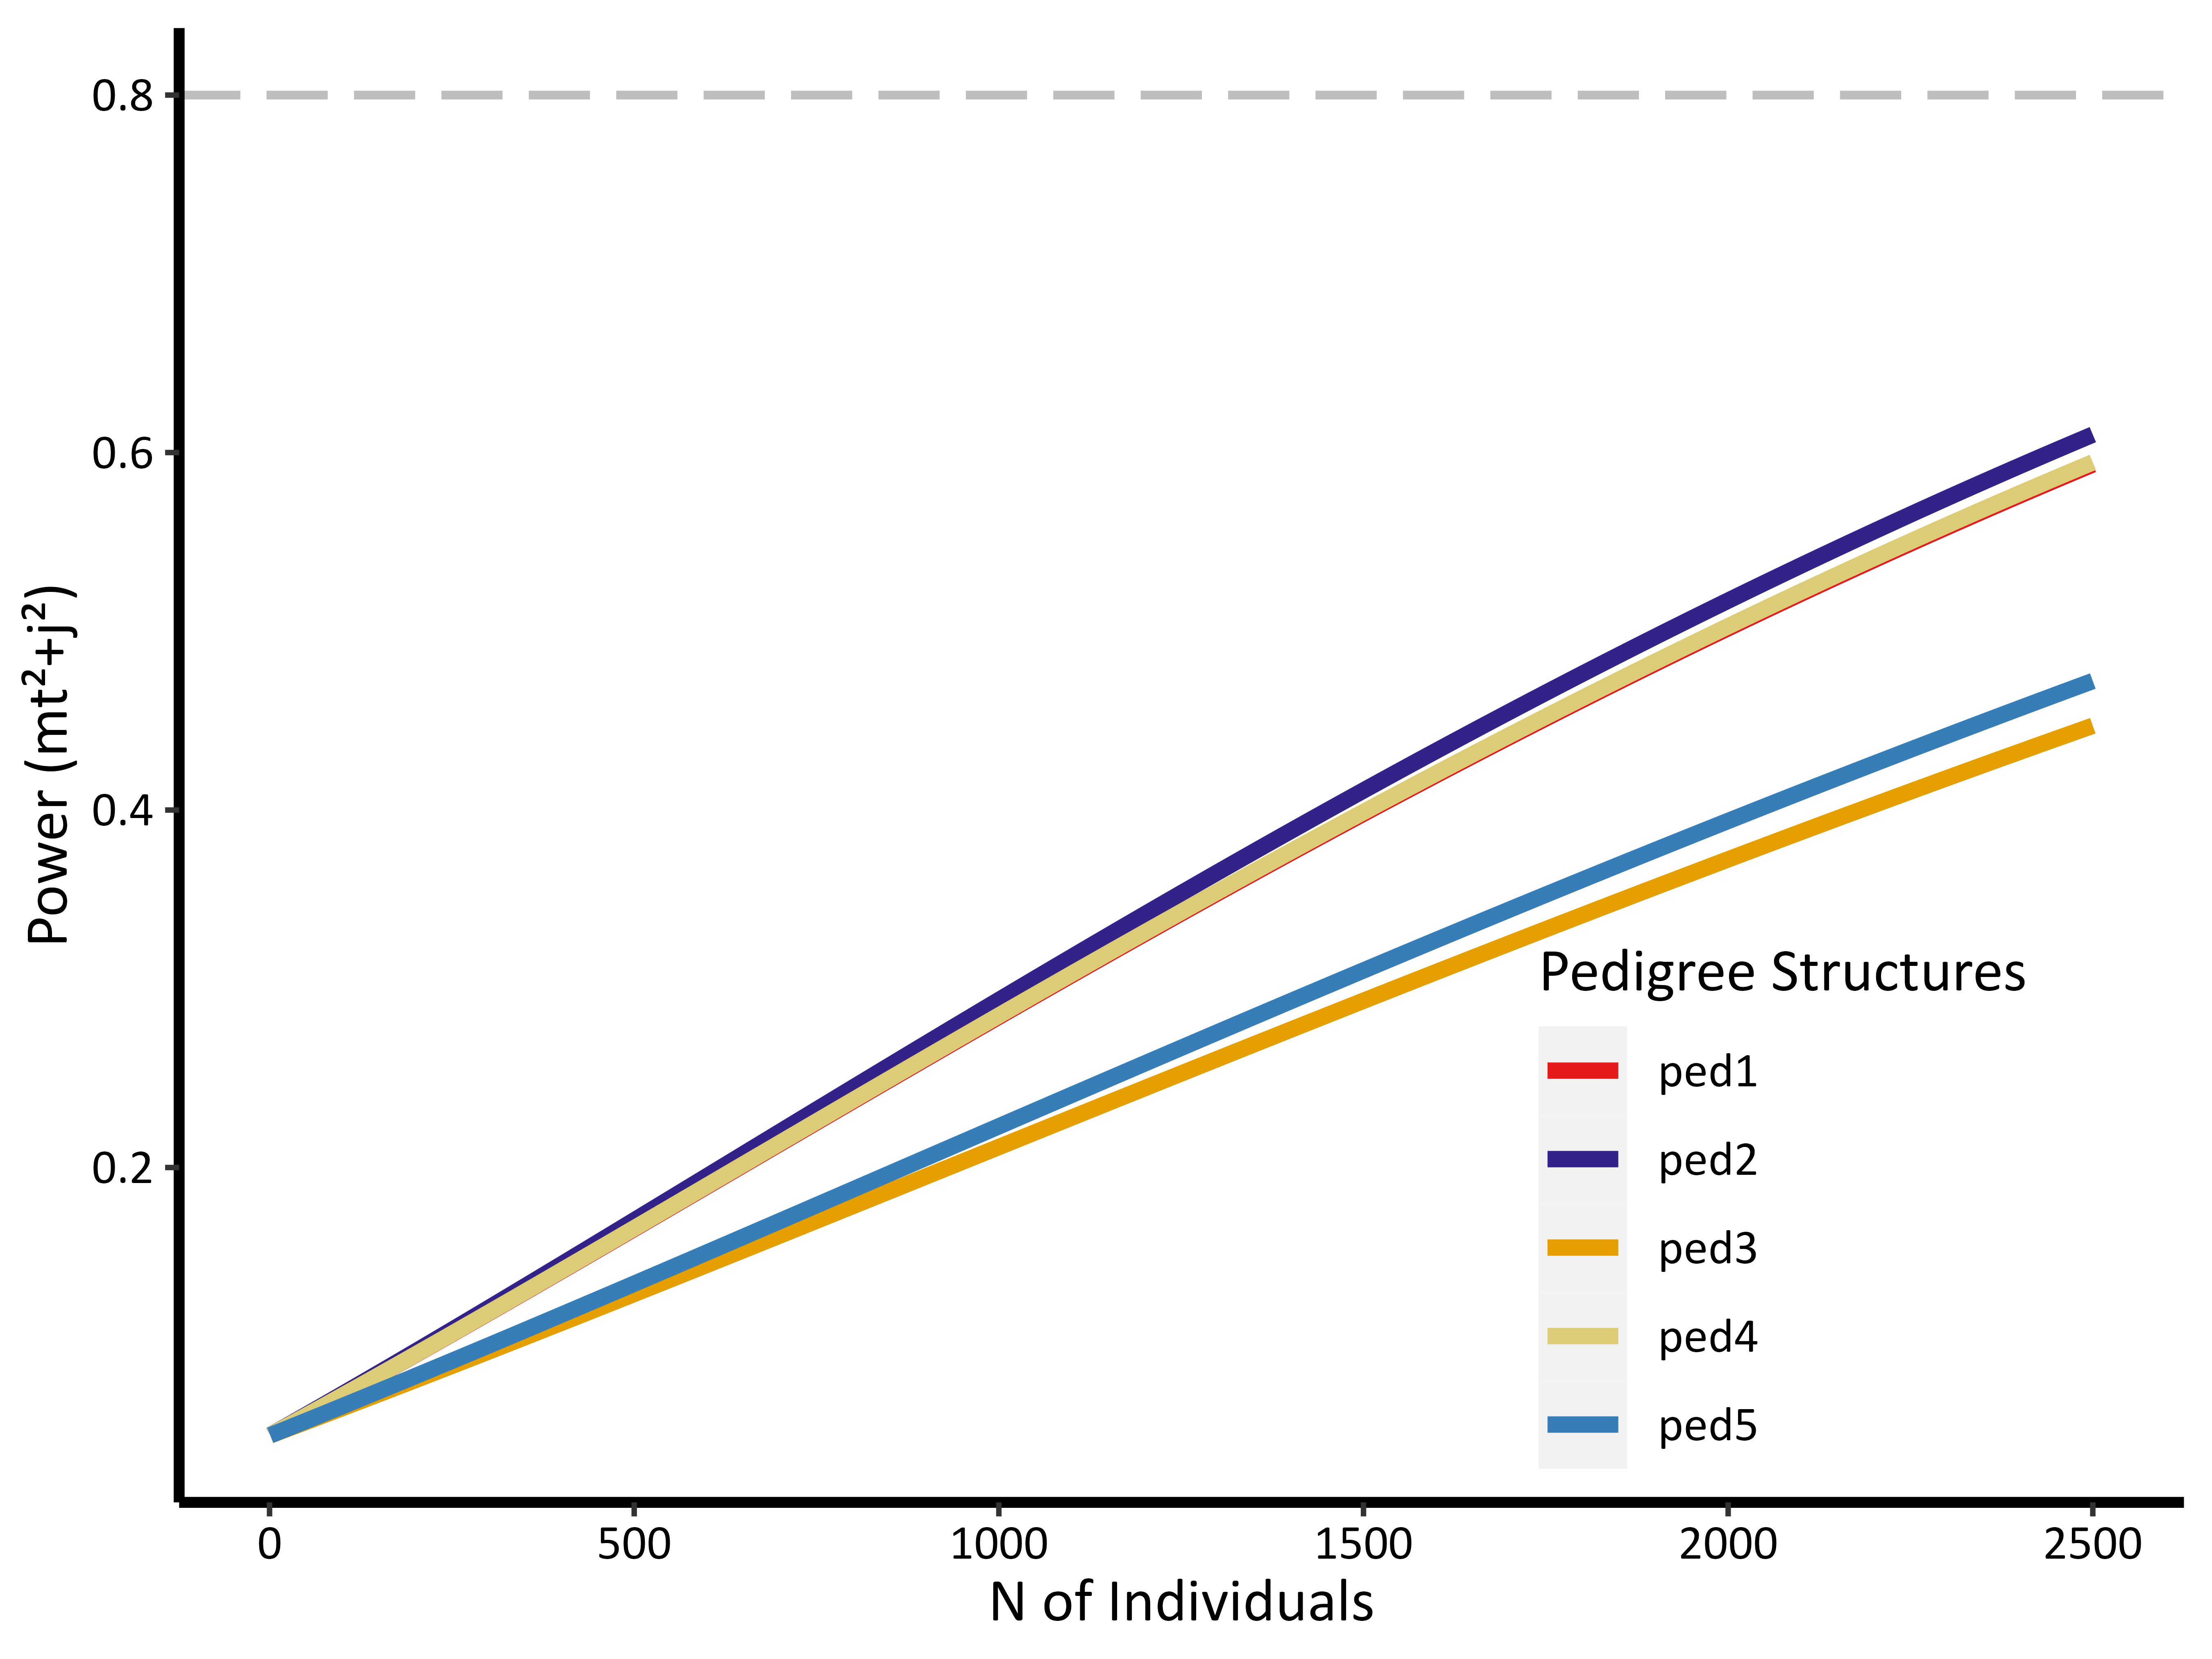 0.8
0.6
0.4
0.2
Power (mt²+j²)
0
500
1000
1500
2000
2500
N of Individuals
Pedigree Structures
ped1
ped2
ped3
ped4
ped5